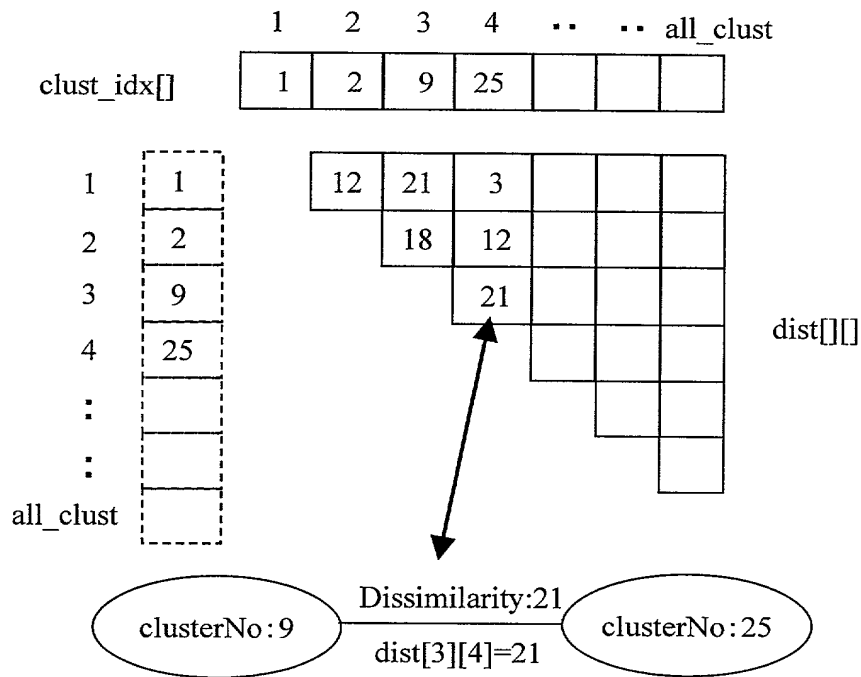 1 2 3 4 .. .. all_clust
clust_idx[] 1 2 9 25
1 1 12 21 3
2 2 18 12
3 9 21
dist[][]
4 25
:
:
all_clust
Dissimilarity:21
clusterNo:9 clusterNo:25
dist[3][4]=21